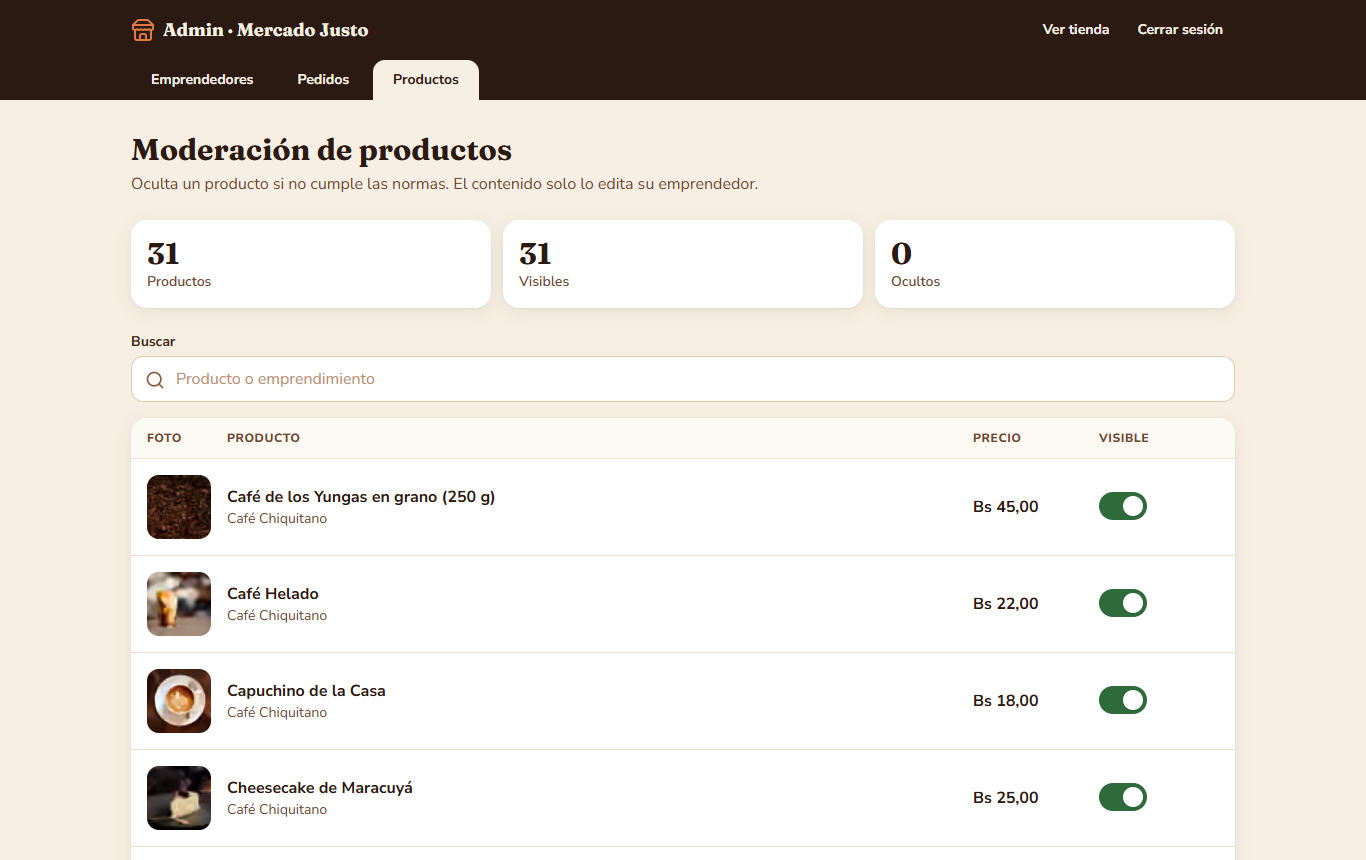 Admin · Mercado Justo
Ver tienda
Cerrar sesión
Emprendedores
Pedidos
Productos
Moderación de productos
Oculta un producto si no cumple las normas. El contenido solo lo edita su emprendedor.
31
Productos
31
Visibles
0
Ocultos
Buscar
Producto o emprendimiento
FOTO PRODUCTO PRECIO VISIBLE
Café de los Yungas en grano (250 g)
Café Chiquitano
Bs 45,00
Café Helado
Café Chiquitano
Bs 22,00
Capuchino de la Casa
Café Chiquitano
Bs 18,00
Cheesecake de Maracuyá
Café Chiquitano
Bs 25,00